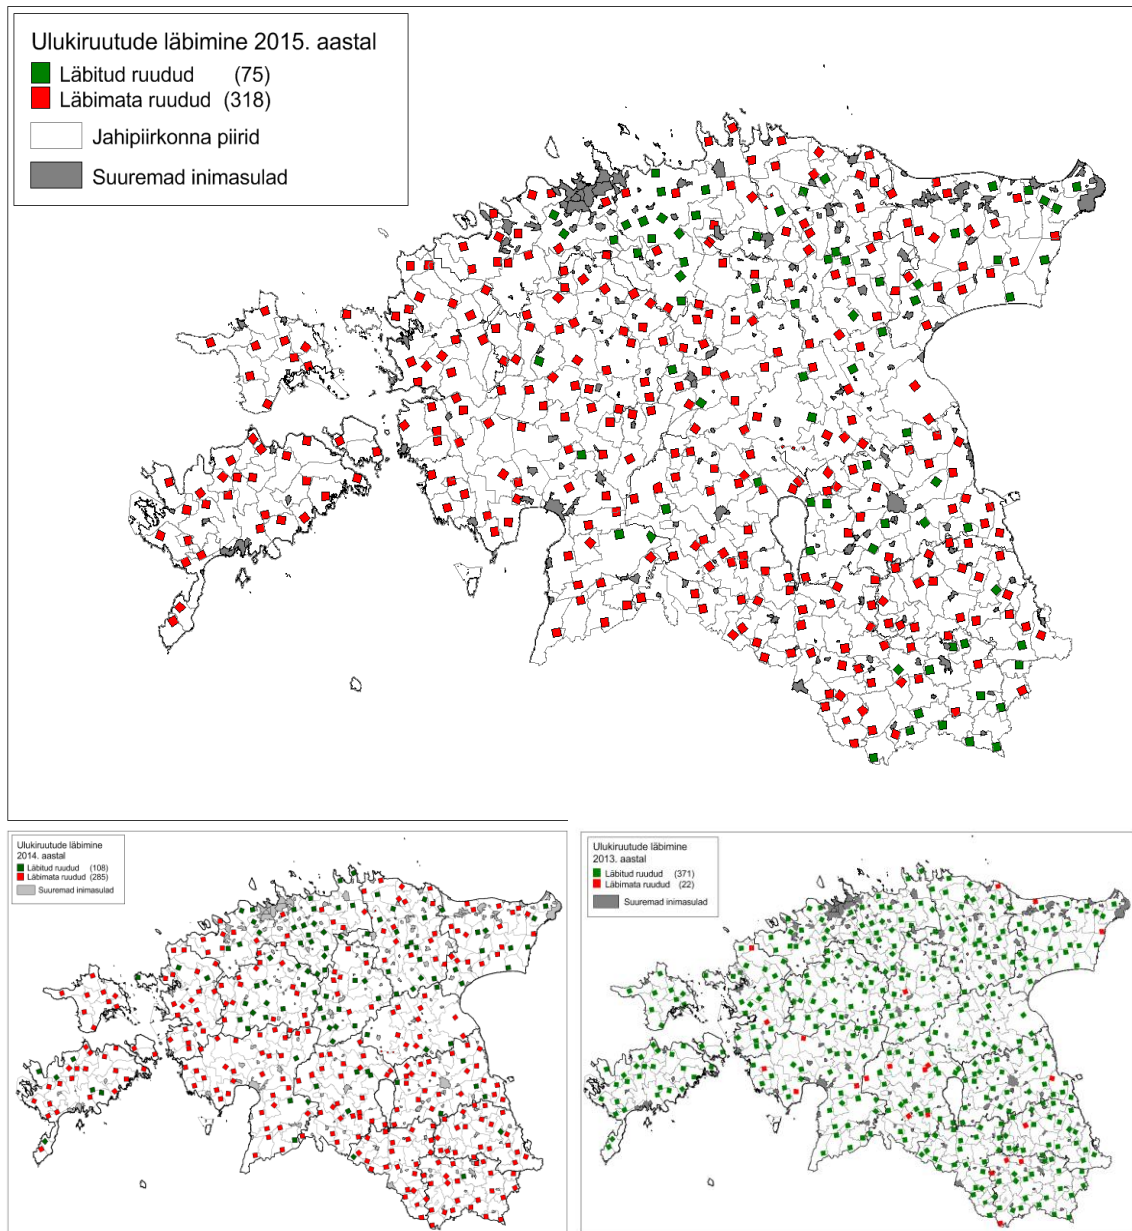 Ulukiruutude läbimine 2015. aastal
Läbitud ruudud (75)
Läbimata ruudud (318)
Jahipiirkonna piirid
Suuremad inimasulad
Ulukiruutude läbimine
2014. aastal
Läbitud ruudud (108)
Läbimata ruudud (285)
Suuremad inimasulad
Ulukiruutude läbimine
2013. aastal
Läbitud ruudud (371)
Läbimata ruudud (22)
Suuremad inimasulad